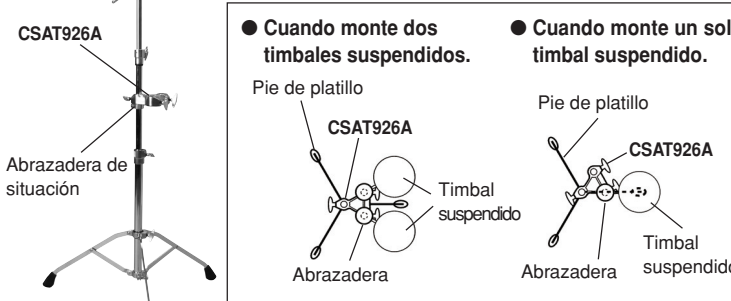 CSAT926A
Abrazadera de
situación
● Cuando monte dos
timbales suspendidos.
Pie de platillo
CSAT926A
Timbal
suspendido
Abrazadera
● Cuando monte un sol
timbal suspendido.
Pie de platillo
CSAT926A
Timbal
suspendido
Abrazadera